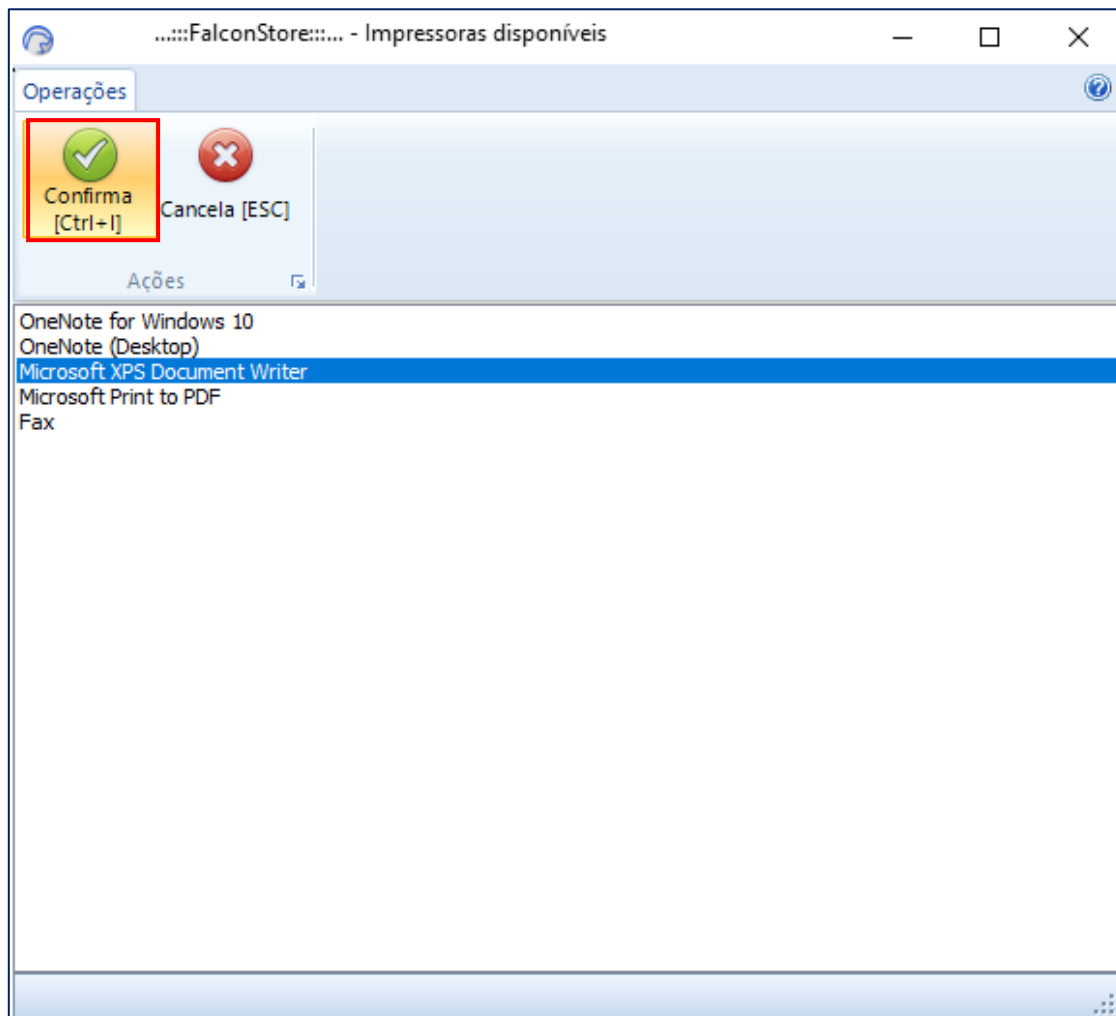 ...:::FalconStore:::... - Impressoras disponíveis
Operações
Confirma
[Ctrl+I]
Cancela [ESC]
Ações
OneNote for Windows 10
OneNote (Desktop)
Microsoft XPS Document Writer
Microsoft Print to PDF
Fax